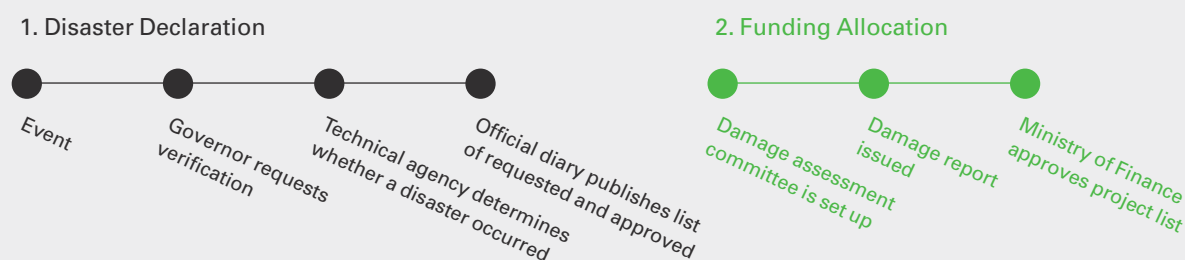 1. Disaster Declaration
Event
Governor requests
verification
Technical agency determines
whether a disaster occurred
Official diary publishes list
of requested and approved
2. Funding Allocation
Damage assessment
committee is set up
Damage report
issued
Ministry of Finance
approves project list